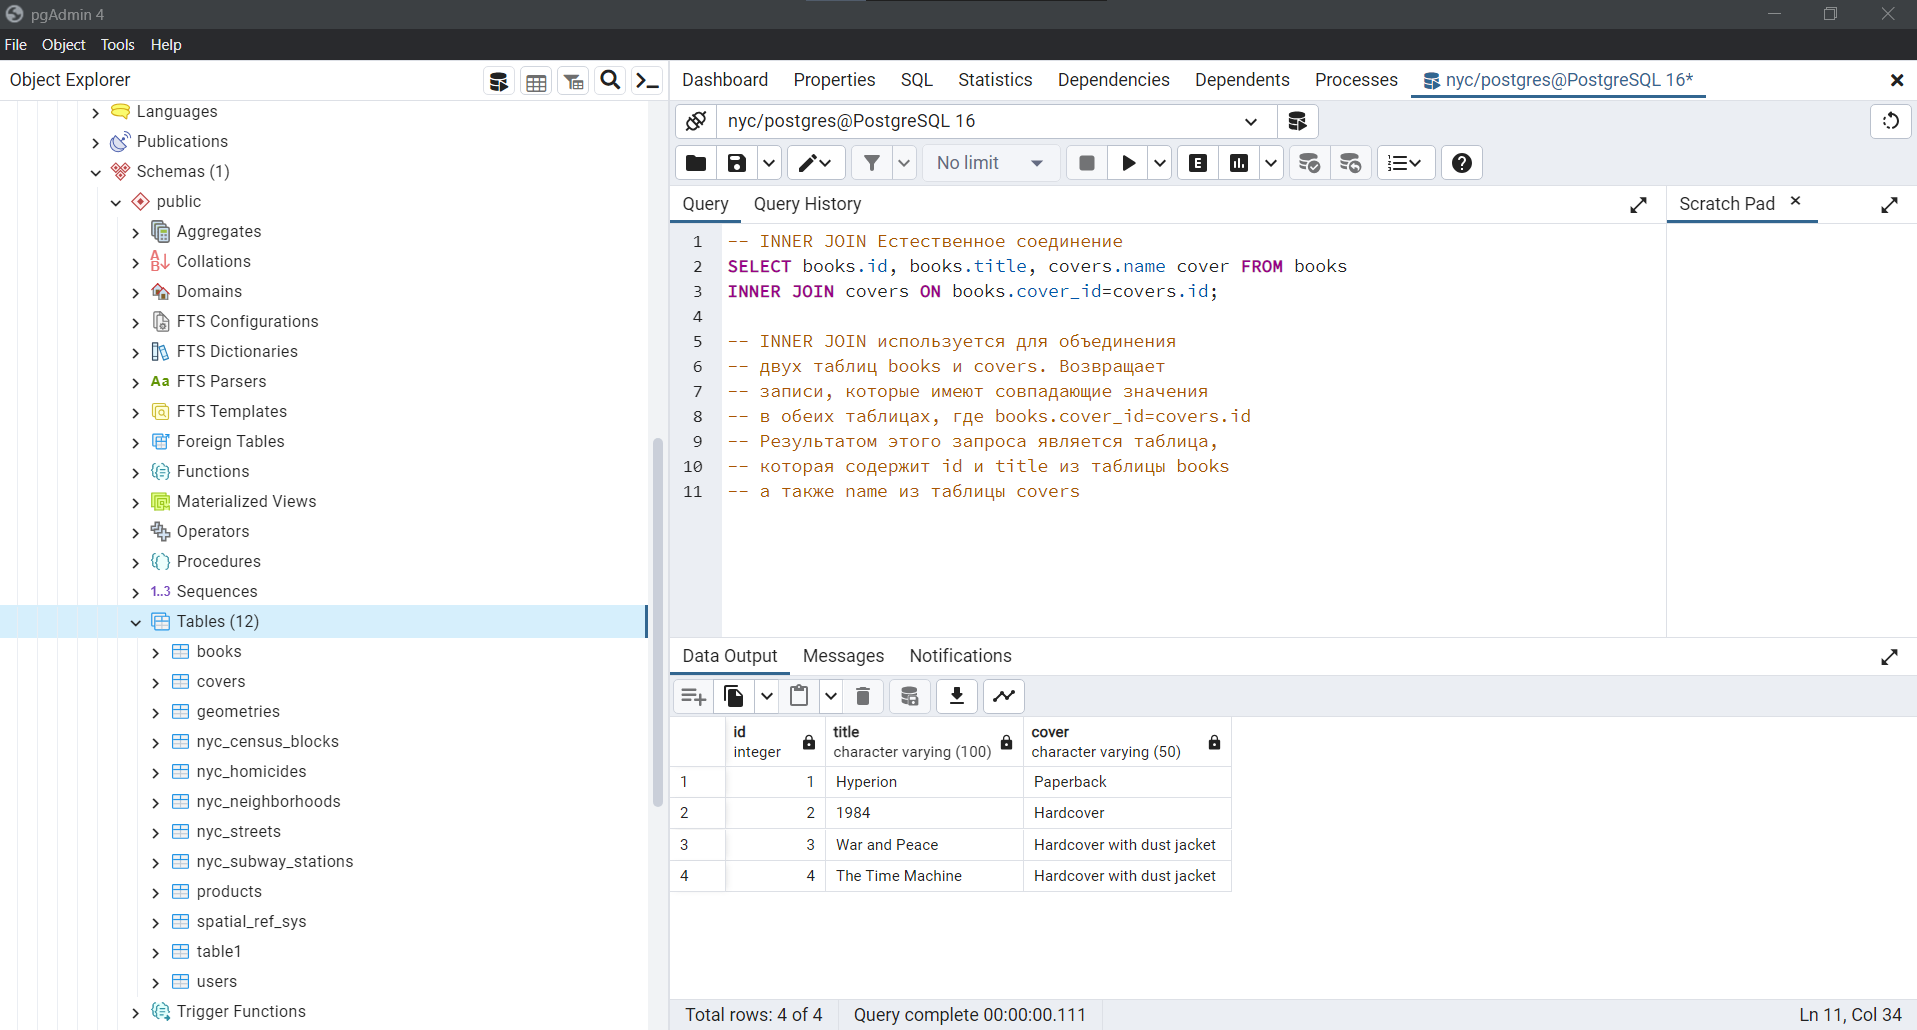 pgAdmin 4
File Object Tools Help
Object Explorer
Languages
Publications
Schemas (1)
public
Aggregates
Collations
Domains
FTS Configurations
FTS Dictionaries
Aa FTS Parsers
FTS Templates
Foreign Tables
Functions
Materialized Views
Operators
Procedures
1..3 Sequences
Tables (12)
books
covers
geometries
nyc_census_blocks
nyc_homicides
nyc_neighborhoods
nyc_streets
nyc_subway_stations
products
spatial_ref_sys
table1
users
Trigger Functions
Dashboard Properties SQL Statistics Dependencies Dependents Processes nyc/postgres@PostgreSQL 16*
nyc/postgres@PostgreSQL 16
No limit E
Query Query History
1 -- INNER JOIN Естественное соединение
2 SELECT books.id, books.title, covers.name cover FROM books
3 INNER JOIN covers ON books.cover_id=covers.id;
4
5 -- INNER JOIN используется для объединения
6 -- двух таблиц books и covers. Возвращает
7 -- записи, которые имеют совпадающие значения
8 -- в обеих таблицах, где books.cover_id=covers.id
9 -- Результатом этого запроса является таблица,
10 -- которая содержит id и title из таблицы books
11 -- а также name из таблицы covers
Scratch Pad
Data Output Messages Notifications
id title cover
integer character varying (100) character varying (50)
1 1 Hyperion Paperback
2 2 1984 Hardcover
3 3 War and Peace Hardcover with dust jacket
4 4 The Time Machine Hardcover with dust jacket
Total rows: 4 of 4 Query complete 00:00:00.111 Ln 11, Col 34